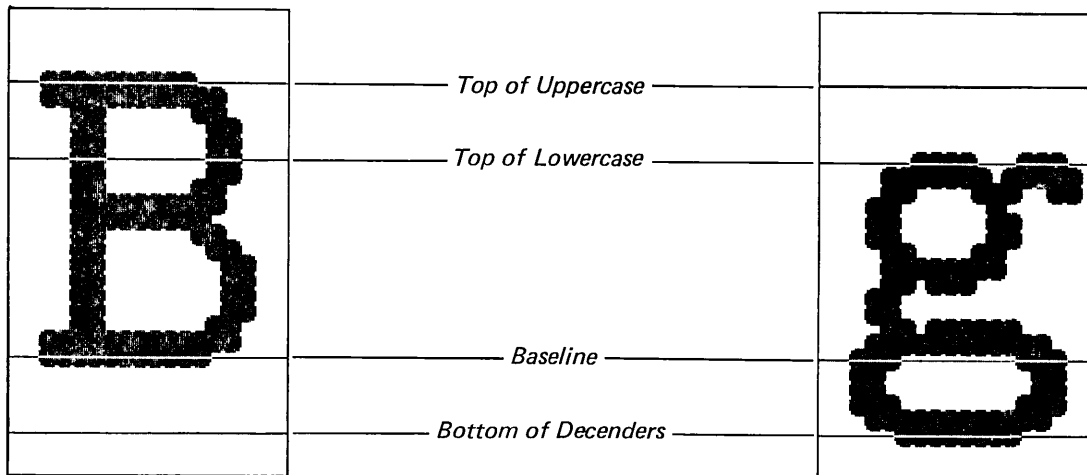 Top of Uppercase
Top of Lowercase
Baseline
Bottom of Decenders
B
g